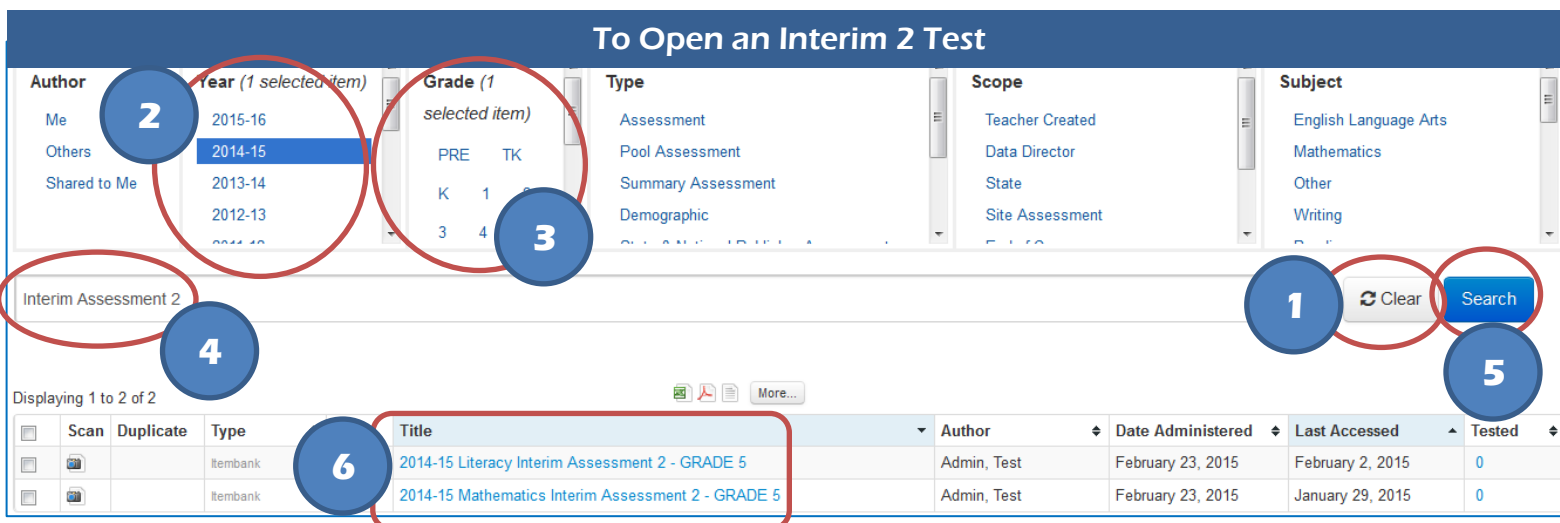 To Open an Interim 2 Test
Author
Me
Others
Shared to Me
2
Year (1 selected item)
2015-16
2014-15
2013-14
2012-13
Grade (1
selected item)
PRE TK
K 1
3 4
3
Type
Assessment
Pool Assessment
Summary Assessment
Demographic
Scope
Teacher Created
Data Director
State
Site Assessment
Subject
English Language Arts
Mathematics
Other
Writing
Interim Assessment 2
4
1
Clear
Search
5
Displaying 1 to 2 of 2
More...
Scan Duplicate Type Title Author Date Administered Last Accessed Tested
6
Itembank 2014-15 Literacy Interim Assessment 2 - GRADE 5 Admin, Test February 23, 2015 February 2, 2015 0
Itembank 2014-15 Mathematics Interim Assessment 2 - GRADE 5 Admin, Test February 23, 2015 January 29, 2015 0